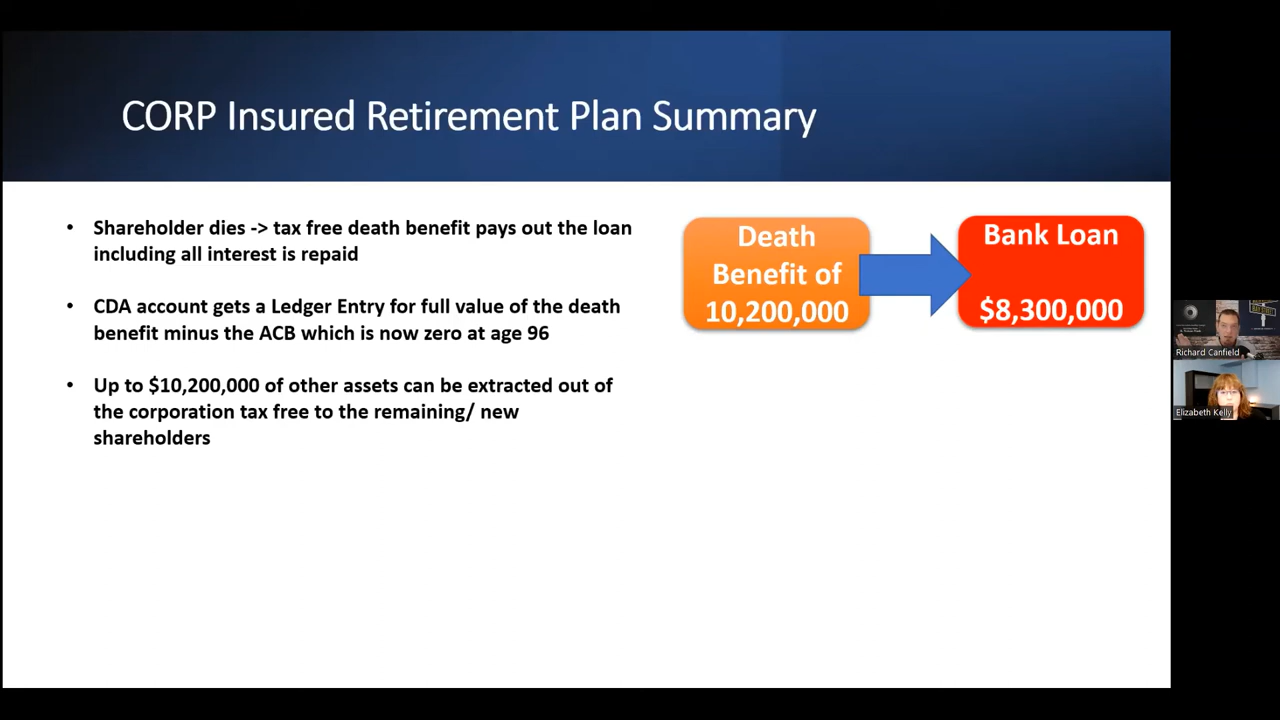 CORP Insured Retirement Plan Summary
• Shareholder dies -> tax free death benefit pays out the loan
including all interest is repaid
• CDA account gets a Ledger Entry for full value of the death
benefit minus the ACB which is now zero at age 96
• Up to $10,200,000 of other assets can be extracted out of
the corporation tax free to the remaining/ new
shareholders
Death
Benefit of
10,200,000
Bank Loan
$8,300,000
Richard Canfield
Elizabeth Kelly